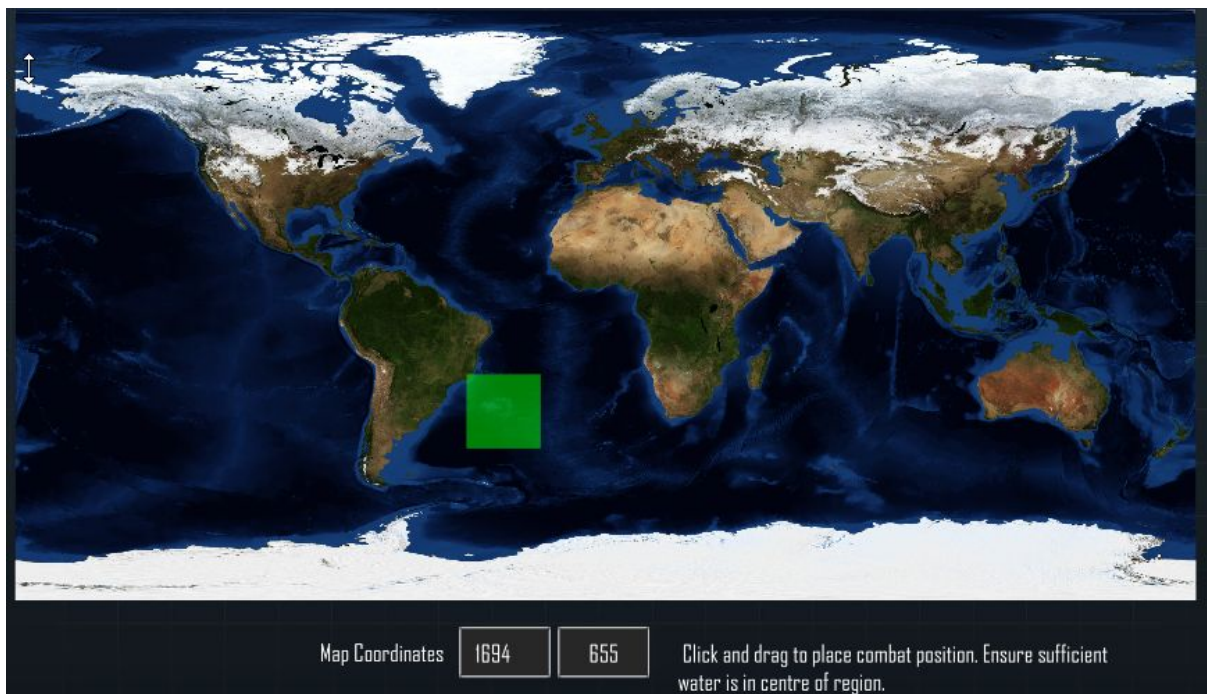 Map Coordinates 1694 655 Click and drag to place combat position. Ensure sufficient
water is in centre of region.